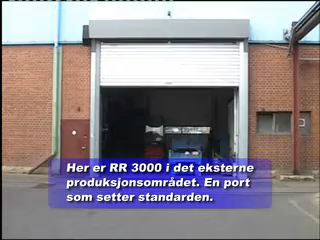 Her er RR 3000 i det eksterne
produksjonsområdet. En port
som setter standarden.